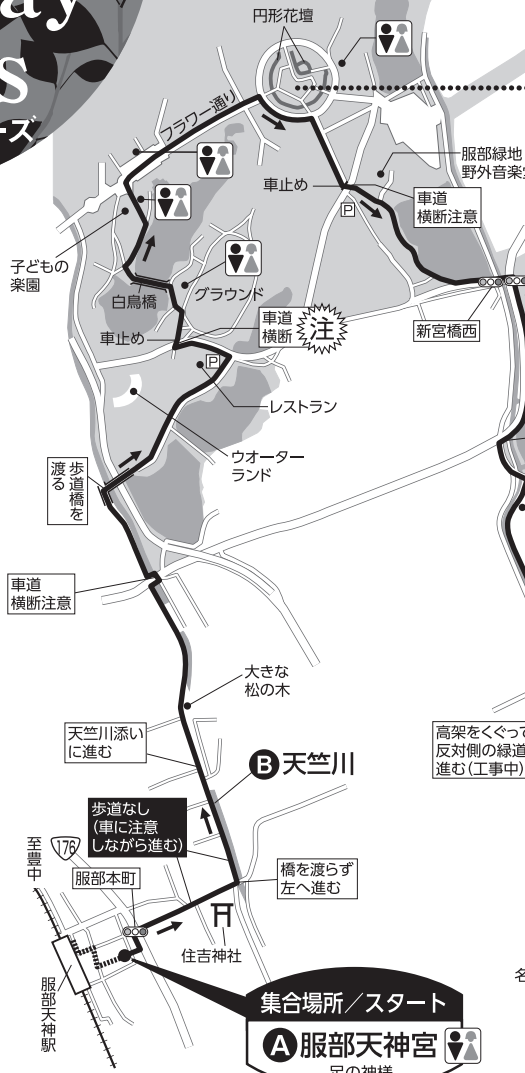 ay
s
ーズ
円形花壇
フラワー通り
車止め
服部緑地
野外音楽
P
車道
横断注意
子どもの
楽園
白鳥橋
グラウンド
車止め
車道
横断
注
新宮橋西
P
レストラン
ウオーター
ランド
歩道橋を
渡る
車道
横断注意
大きな
松の木
天竺川添い
に進む
B 天竺川
高架をくぐって
反対側の緑道
進む(工事中)
歩道なし
(車に注意
しながら進む)
至豊中
176
服部本町
橋を渡らず
左へ進む
住吉神社
服部天神駅
集合場所/スタート
A 服部天神宮
足の神様